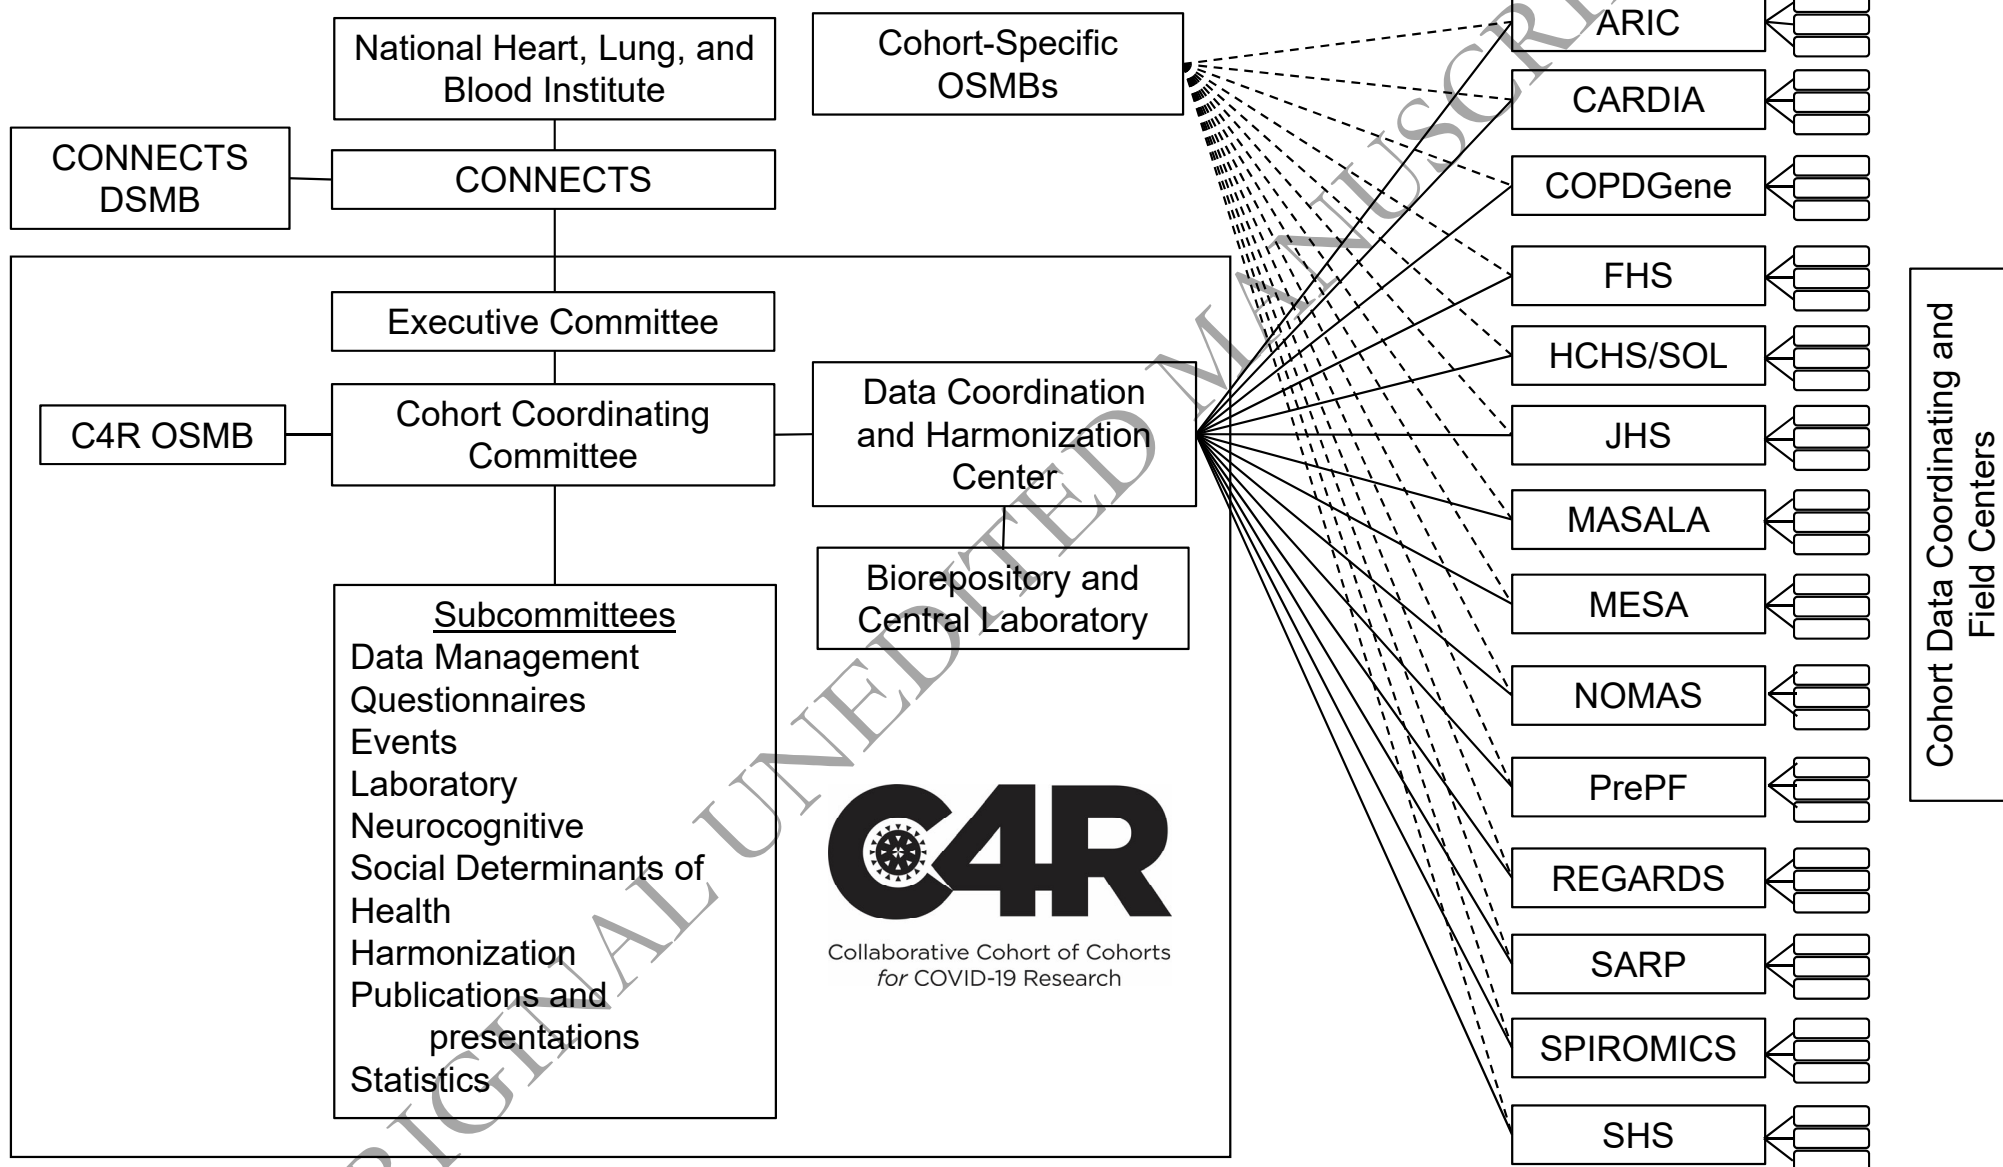 National Heart, Lung, and
Blood Institute
Cohort-Specific
OSMBs
CONNECTS
DSMB
CONNECTS
Executive Committee
C4R OSMB
Cohort Coordinating
Committee
Data Coordination
and Harmonization
Center
Biorepository and
Central Laboratory
Subcommittees
Data Management
Questionnaires
Events
Laboratory
Neurocognitive
Social Determinants of
Health
Harmonization
Publications and
presentations
Statistics
C4R
Collaborative Cohort of Cohorts
for COVID-19 Research
ARIC
CARDIA
COPDGene
FHS
HCHS/SOL
JHS
MASALA
MESA
NOMAS
PrePF
REGARDS
SARP
SPIROMICS
SHS
Cohort Data Coordinating and
Field Centers
RIGINAL UNEDITED MANUSCRI